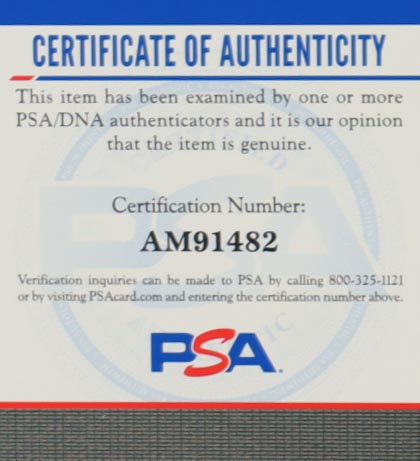 CERTIFICATE OF AUTHENTICITY
This item has been examined by one or more
PSA/DNA authenticators and it is our opinion
that the item is genuine.
Certification Number:
AM91482
Verification inquiries can be made to PSA by calling 800-325-1121
or by visiting PSAcard.com and entering the certification number above.
PSA